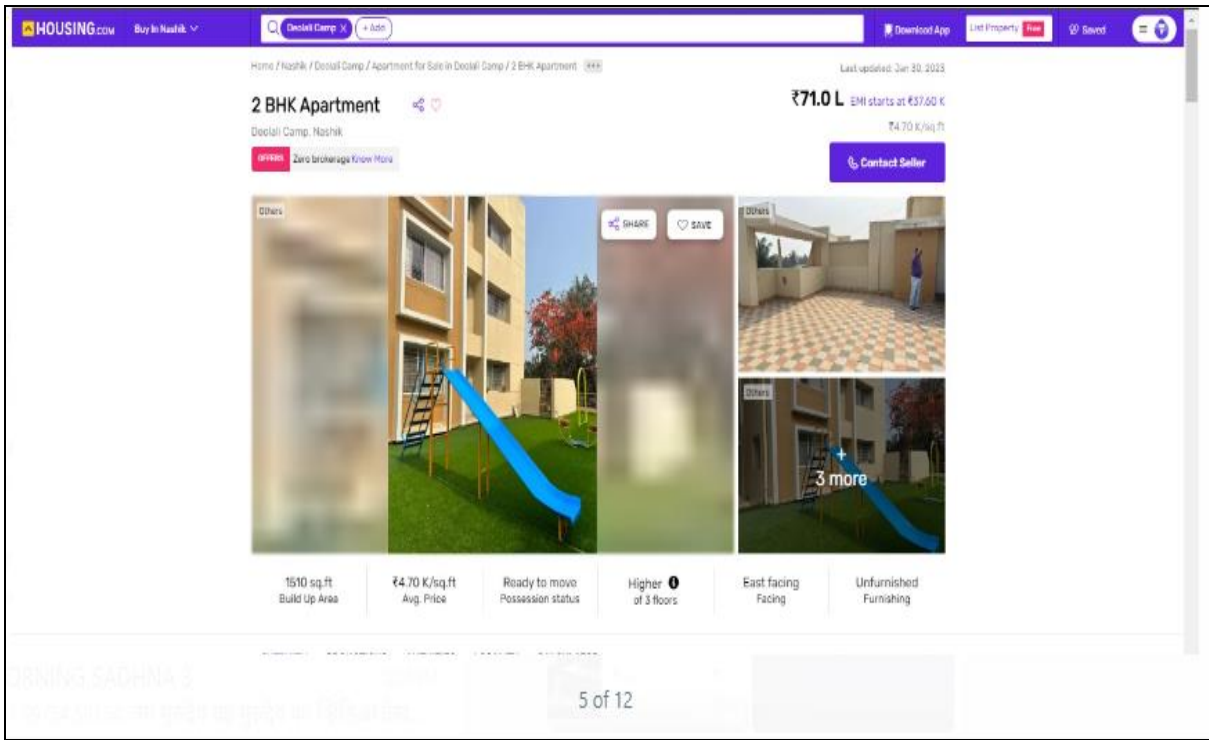 HOUSING.COM Buy In Nashik Deolali Camp X + Add Download App List Property Free Saved
Home / Nashik / Deolali Camp / Apartment for Sale in Deolali Camp / 2 BHK Apartment
Last updated: Jan 30, 2023
2 BHK Apartment
₹71.0 L EMI starts at ₹37.60 K
Deolali Camp, Nashik
₹4.70 K/sq.ft
OFFERS Zero brokerage Know More
Contact Seller
Others
SHARE
SAVE
Others
Others
+
3 more
1510 sq.ft ₹4.70 K/sq.ft Ready to move Higher of 3 floors East facing Unfurnished
Build Up Area Avg. Price Possession status Facing Furnishing
ORNING SADHNA 8
5 of 12